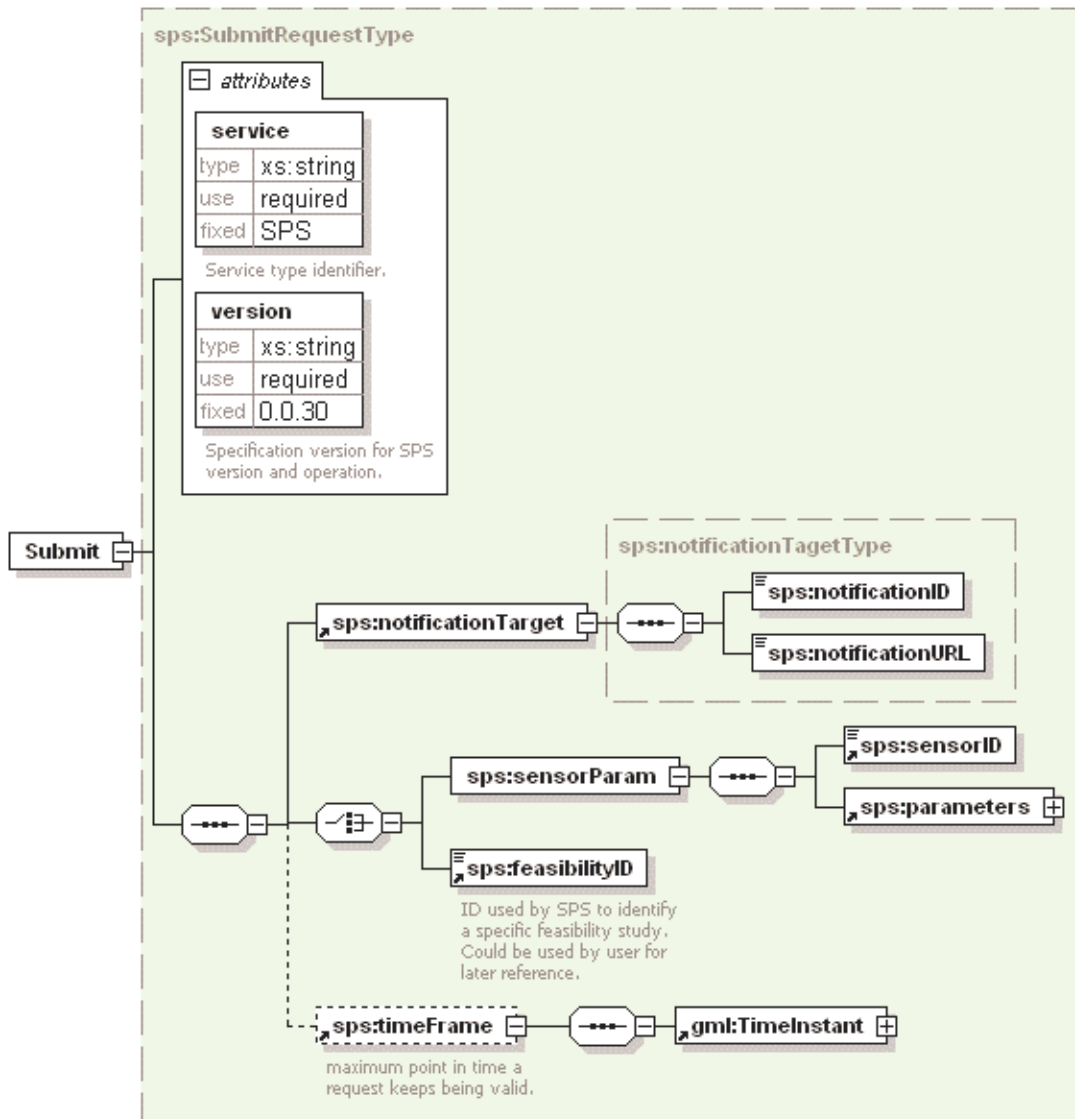 sps:SubmitRequestType
attributes
service
type xs:string
use required
fixed SPS
Service type identifier.
version
type xs:string
use required
fixed 0.0.30
Specification version for SPS
version and operation.
Submit
sps:notificationTagetType
sps:notificationID
sps:notificationTarget
sps:notificationURL
sps:sensorID
sps:sensorParam
sps:parameters
sps:feasibilityID
ID used by SPS to identify
a specific feasibility study.
Could be used by user for
later reference.
sps:timeFrame
gml:TimeInstant
maximum point in time a
request keeps being valid.